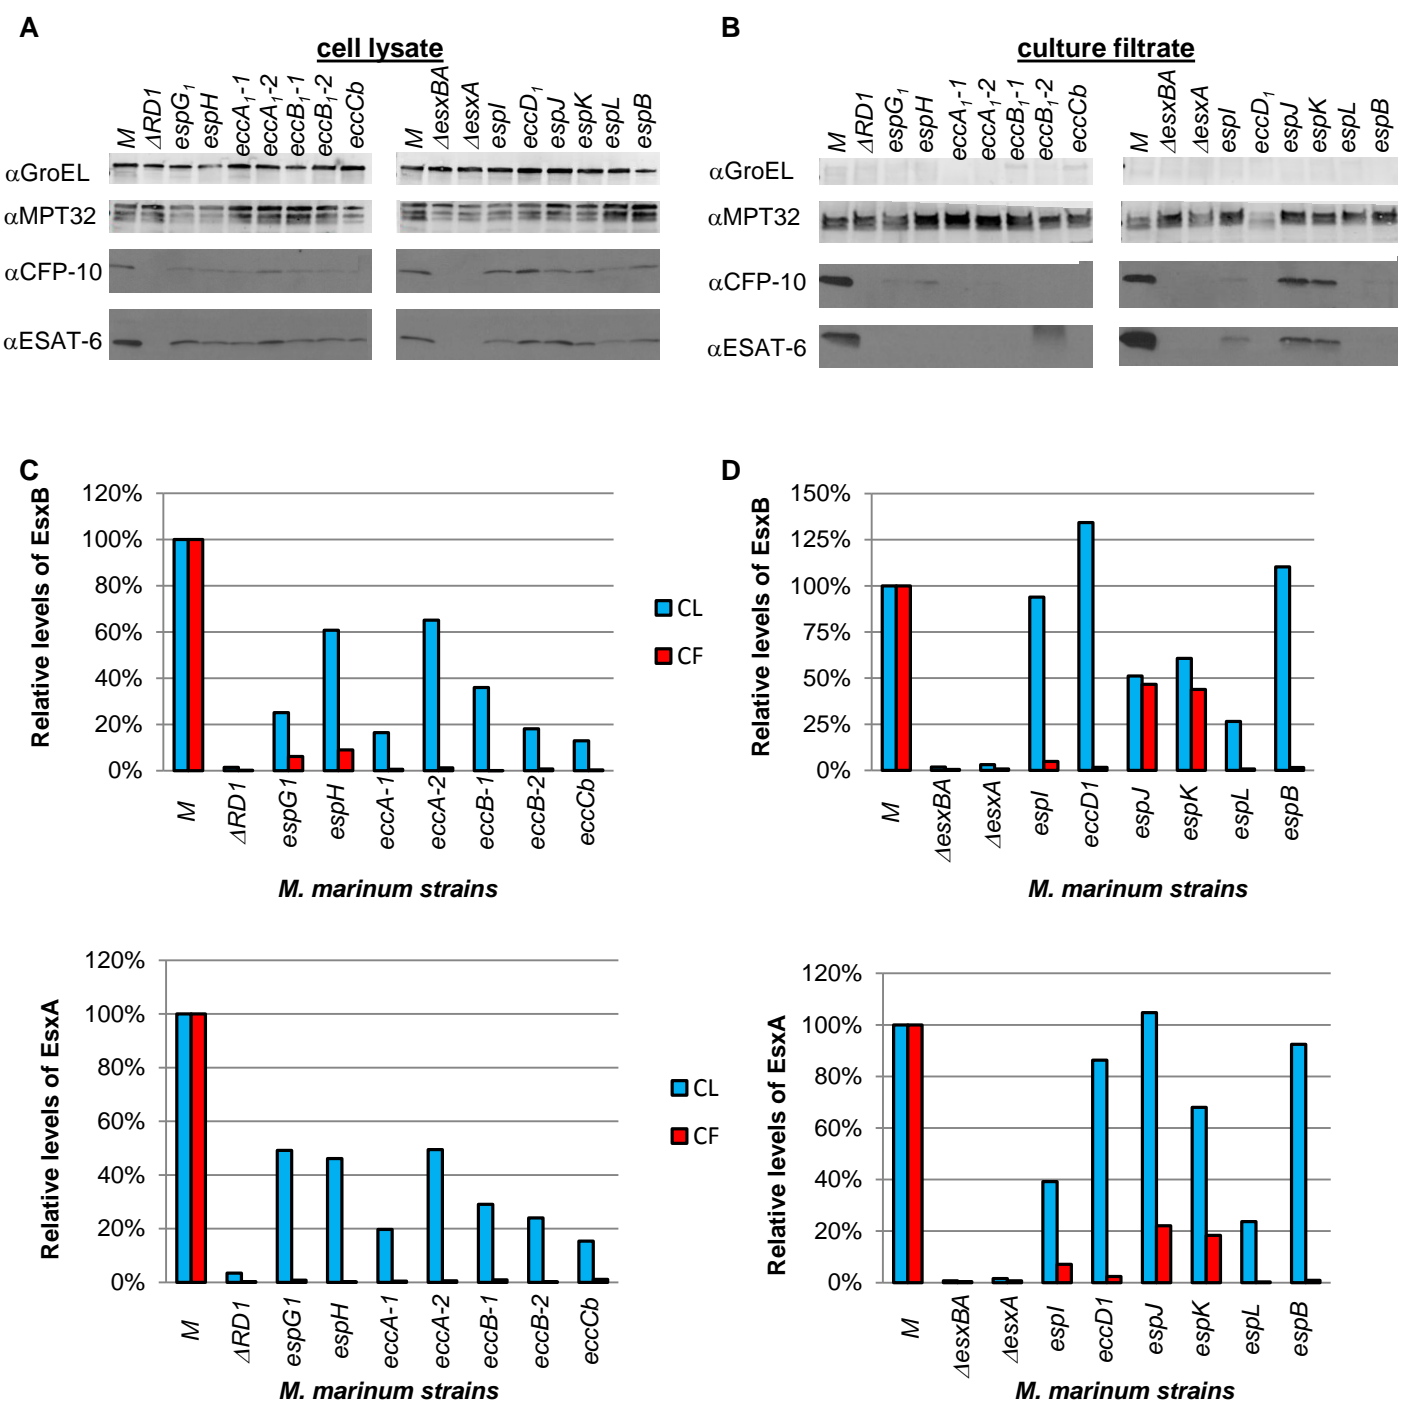 A
cell lysate
M ΔRD1 espG1 espH eccA1-1 eccA1-2 eccB1-1 eccB1-2 eccCb
M ΔesxBA ΔesxA espI eccD1 espJ espK espL espB
αGroEL
αMPT32
αCFP-10
αESAT-6
B
culture filtrate
M ΔRD1 espG1 espH eccA1-1 eccA1-2 eccB1-1 eccB1-2 eccCb
M ΔesxBA ΔesxA espI eccD1 espJ espK espL espB
αGroEL
αMPT32
αCFP-10
αESAT-6
C
Relative levels of EsxB
120%
100%
80%
60%
40%
20%
0%
M ΔRD1 espG1 espH eccA-1 eccA-2 eccB-1 eccB-2 eccCb
M. marinum strains
CL
CF
D
Relative levels of EsxB
150%
125%
100%
75%
50%
25%
0%
M ΔesxBA ΔesxA espI eccD1 espJ espK espL espB
M. marinum strains
Relative levels of EsxA
120%
100%
80%
60%
40%
20%
0%
M ΔRD1 espG1 espH eccA-1 eccA-2 eccB-1 eccB-2 eccCb
M. marinum strains
CL
CF
Relative levels of EsxA
120%
100%
80%
60%
40%
20%
0%
M ΔesxBA ΔesxA espI eccD1 espJ espK espL espB
M. marinum strains